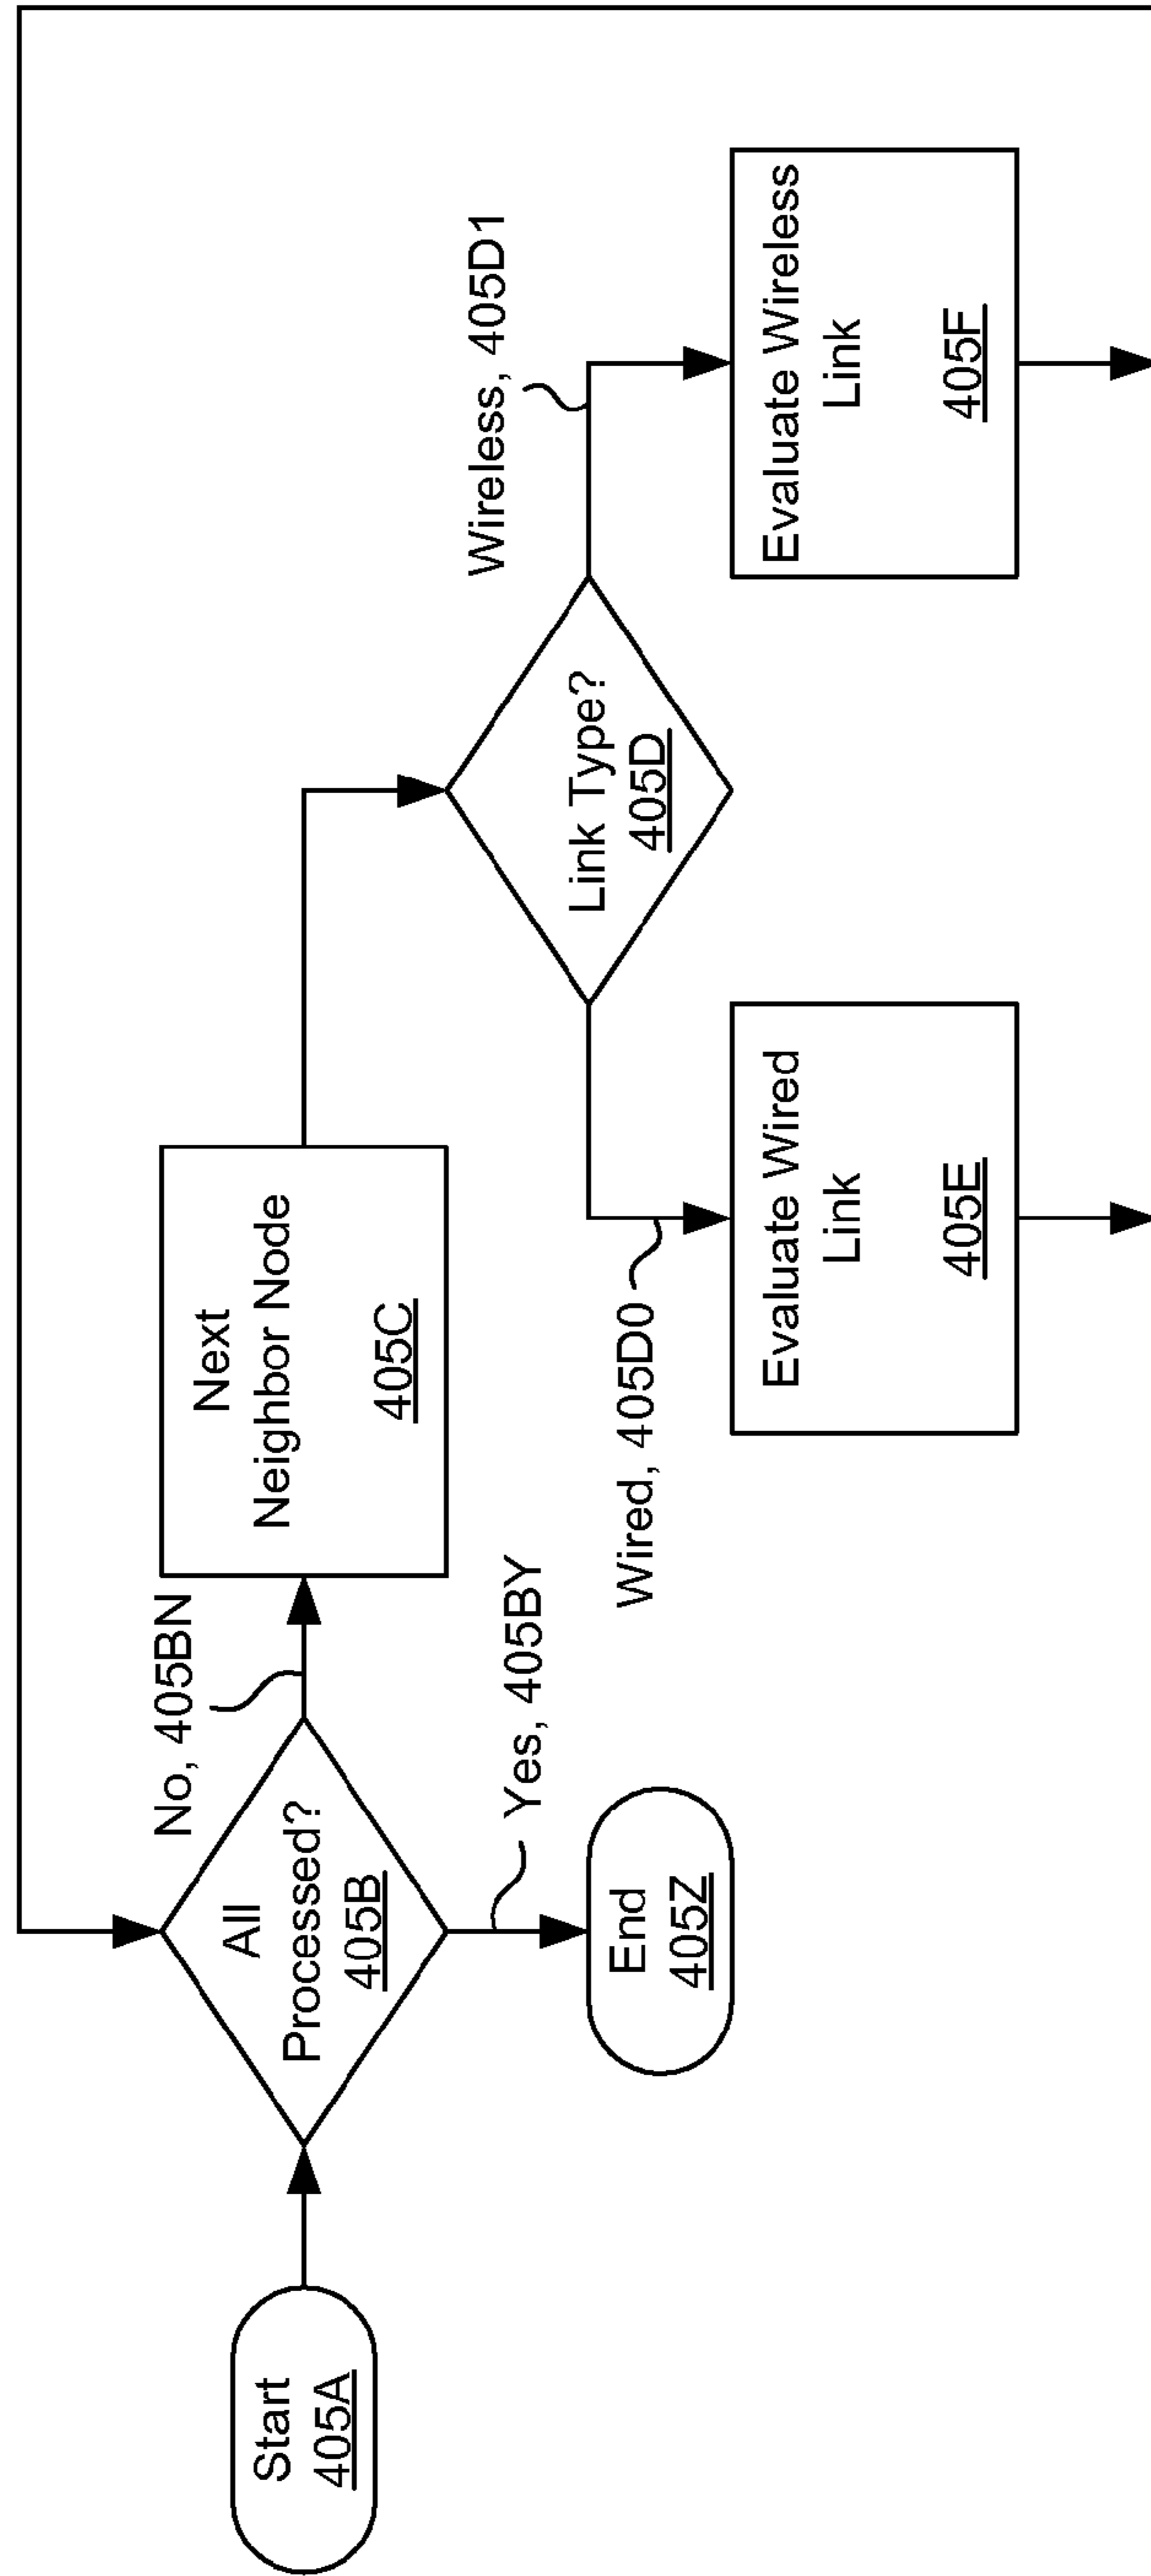 Start
405A
All
Processed?
405B
No, 405BN
Yes, 405BY
End
405Z
Next
Neighbor Node
405C
Link Type?
405D
Wired, 405D0
Wireless, 405D1
Evaluate Wired
Link
405E
Evaluate Wireless
Link
405F